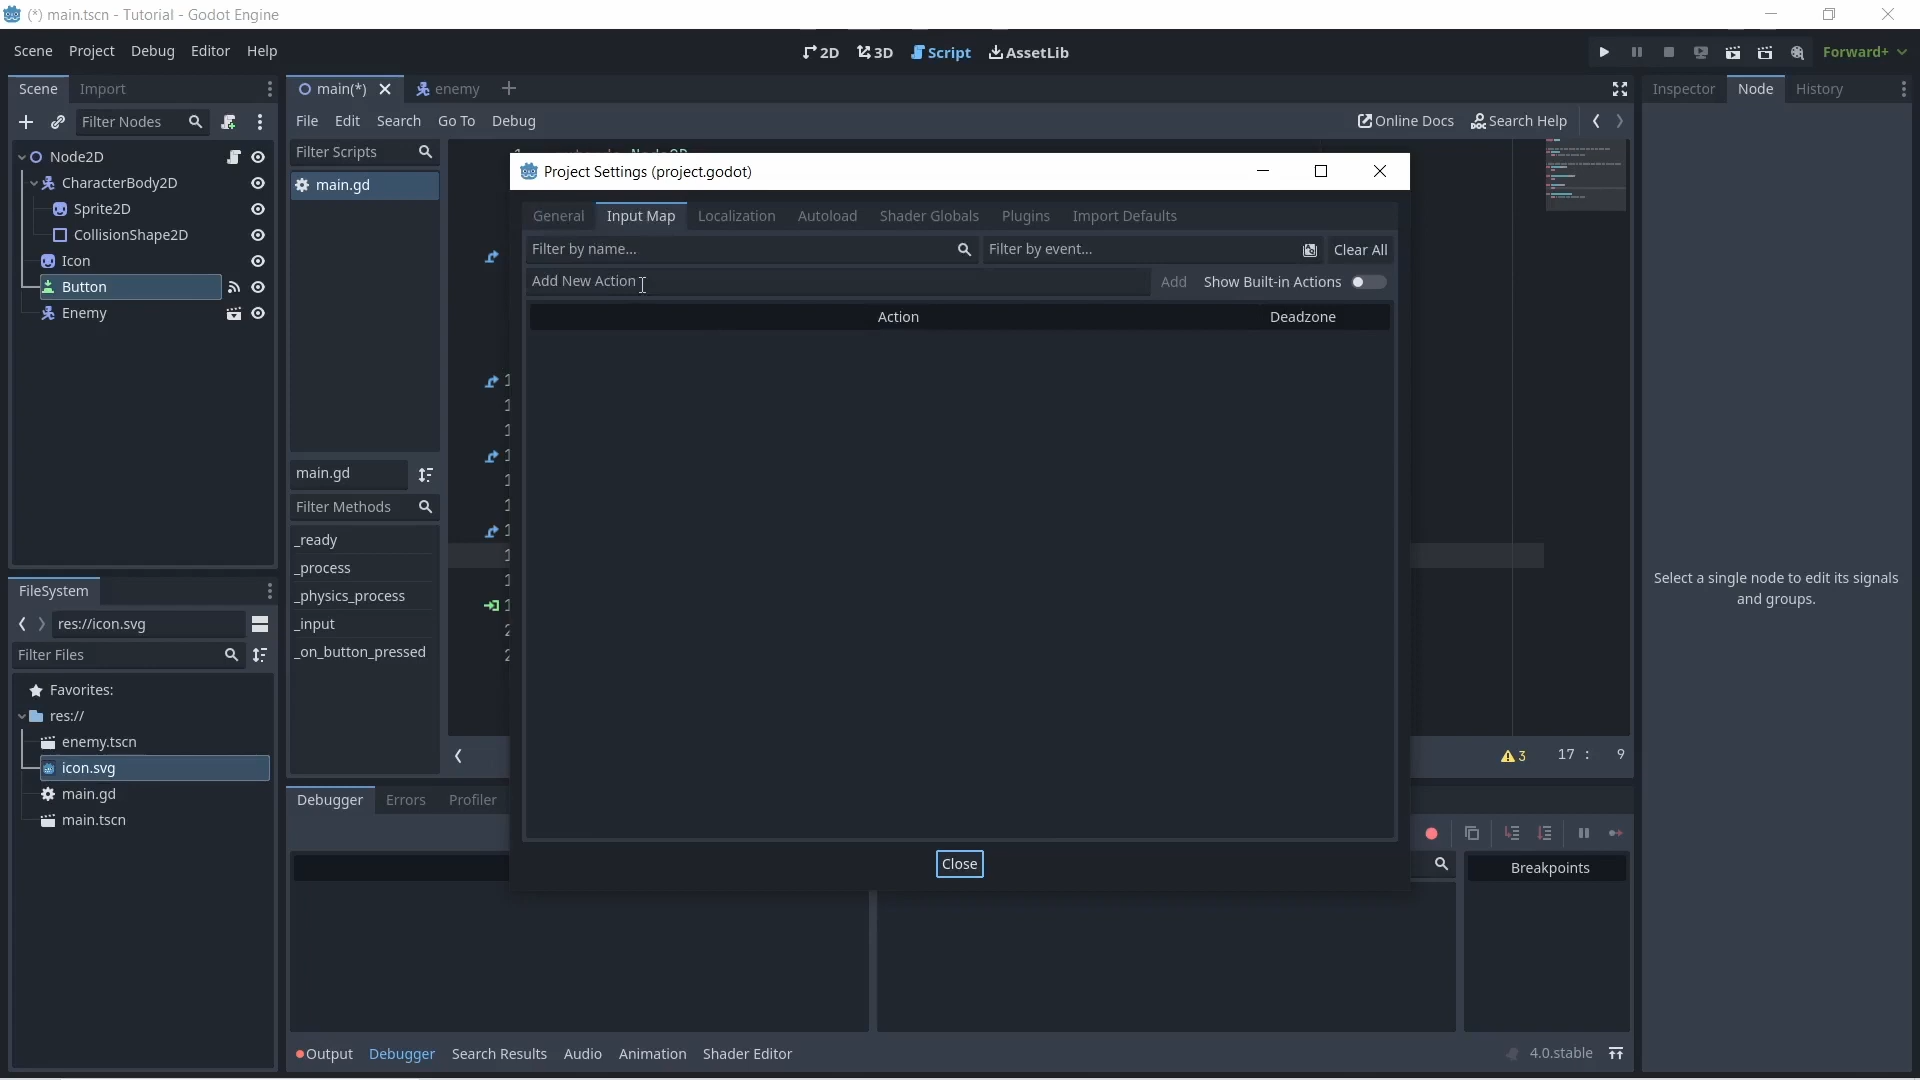 (*) main.tscn - Tutorial - Godot Engine
Scene Project Debug Editor Help
2D 3D Script AssetLib
Forward+
Scene Import
main(*) enemy
Inspector Node History
Filter Nodes
File Edit Search Go To Debug
Online Docs Search Help
Node2D
CharacterBody2D
Sprite2D
CollisionShape2D
Icon
Button
Enemy
Filter Scripts
main.gd
main.gd
Filter Methods
_ready
_process
_physics_process
_input
_on_button_pressed
Project Settings (project.godot)
General Input Map Localization Autoload Shader Globals Plugins Import Defaults
Filter by name... Filter by event... Clear All
Add New Action Add Show Built-in Actions
Action Deadzone
Close
Select a single node to edit its signals
and groups.
3 17 : 9
FileSystem
res://icon.svg
Filter Files
Favorites:
res://
enemy.tscn
icon.svg
main.gd
main.tscn
Debugger Errors Profiler
Breakpoints
Output Debugger Search Results Audio Animation Shader Editor
4.0.stable